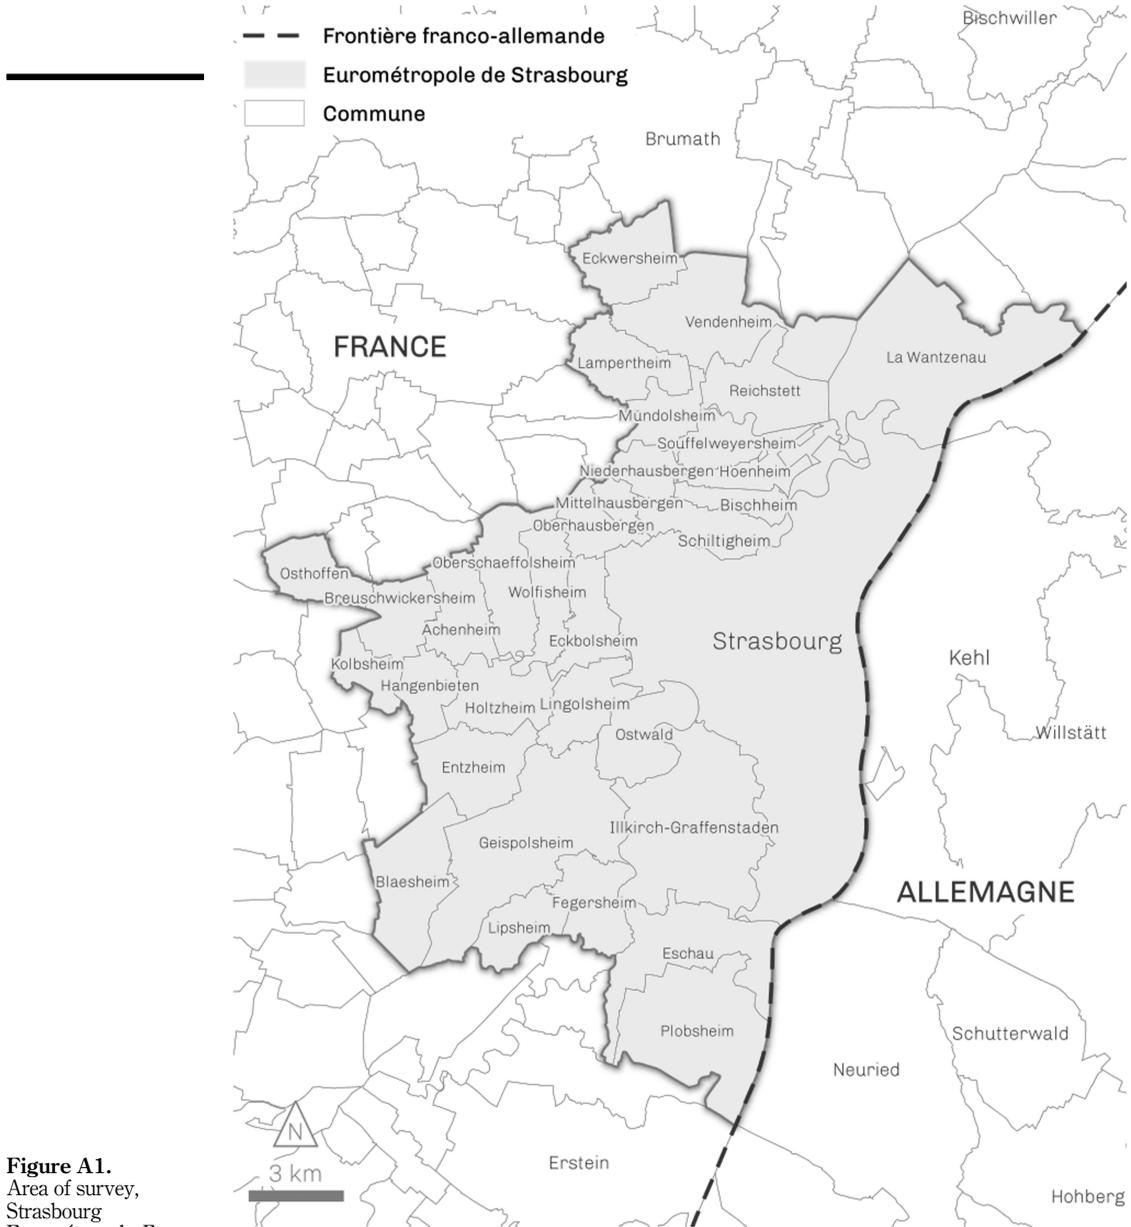 Bischwiller
Frontière franco-allemande
Eurométropole de Strasbourg
Commune
Brumath
Eckwersheim
Vendenheim
FRANCE
La Wantzenau
Lampertheim
Reichstett
Mundolsheim
Souffelweyersheim
Niederhausbergen
Hoenheim
Mittelhausbergen
Bischheim
Oberhausbergen
Schiltigheim
Oberschaeffolsheim
Osthoffen
Wolfisheim
Breuschwickersheim
Achenheim
Eckbolsheim
Strasbourg
Kehl
Kolbsheim
Hangenbieten
Holtzheim
Lingolsheim
Ostwald
Willstätt
Entzheim
Illkirch-Graffenstaden
Geispolsheim
Blaesheim
ALLEMAGNE
Fegersheim
Lipsheim
Eschau
Plobsheim
Schutterwald
Neuried
N
3 km
Erstein
Hohberg
Figure A1.
Area of survey,
Strasbourg